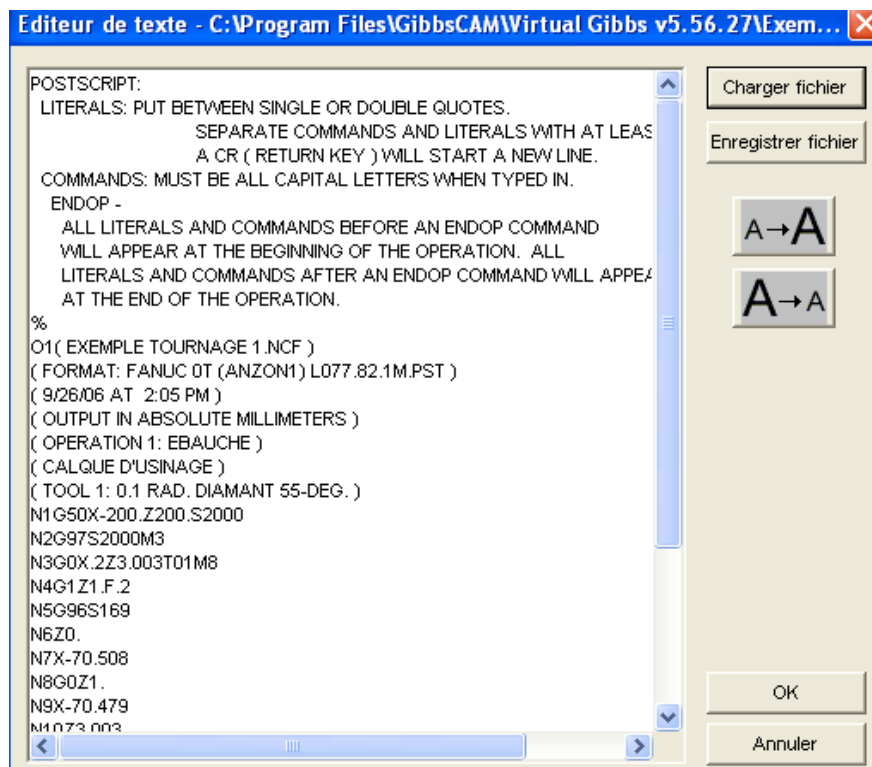 Editeur de texte - C:\Program Files\GibbsCAM\Virtual Gibbs v5.56.27\Exem...
POSTSCRIPT:
LITERALS: PUT BETWEEN SINGLE OR DOUBLE QUOTES.
SEPARATE COMMANDS AND LITERALS WITH AT LEAS
A CR ( RETURN KEY ) WILL START A NEW LINE.
COMMANDS: MUST BE ALL CAPITAL LETTERS WHEN TYPED IN.
ENDOP -
ALL LITERALS AND COMMANDS BEFORE AN ENDOP COMMAND
WILL APPEAR AT THE BEGINNING OF THE OPERATION. ALL
LITERALS AND COMMANDS AFTER AN ENDOP COMMAND WILL APPEA
AT THE END OF THE OPERATION.
%
O1( EXEMPLE TOURNAGE 1.NCF )
( FORMAT: FANUC 0T (ANZON1) L077.82.1M.PST )
( 9/26/06 AT 2:05 PM )
( OUTPUT IN ABSOLUTE MILLIMETERS )
( OPERATION 1: EBAUCHE )
( CALQUE D'USINAGE )
( TOOL 1: 0.1 RAD. DIAMANT 55-DEG. )
N1G50X-200.Z200.S2000
N2G97S2000M3
N3G0X.2Z3.003T01M8
N4G1Z1.F.2
N5G96S169
N6Z0.
N7X-70.508
N8G0Z1.
N9X-70.479
N10Z3.003
Charger fichier
Enregistrer fichier
A→A
A→A
OK
Annuler